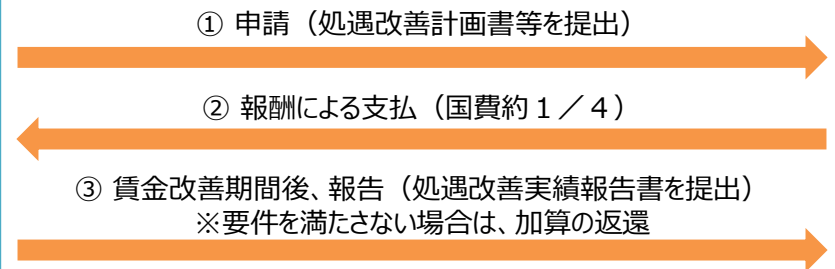 ① 申請（処遇改善計画書等を提出）
② 報酬による支払（国費約１／４）
③ 賃金改善期間後、報告（処遇改善実績報告書を提出）
※要件を満たさない場合は、加算の返還